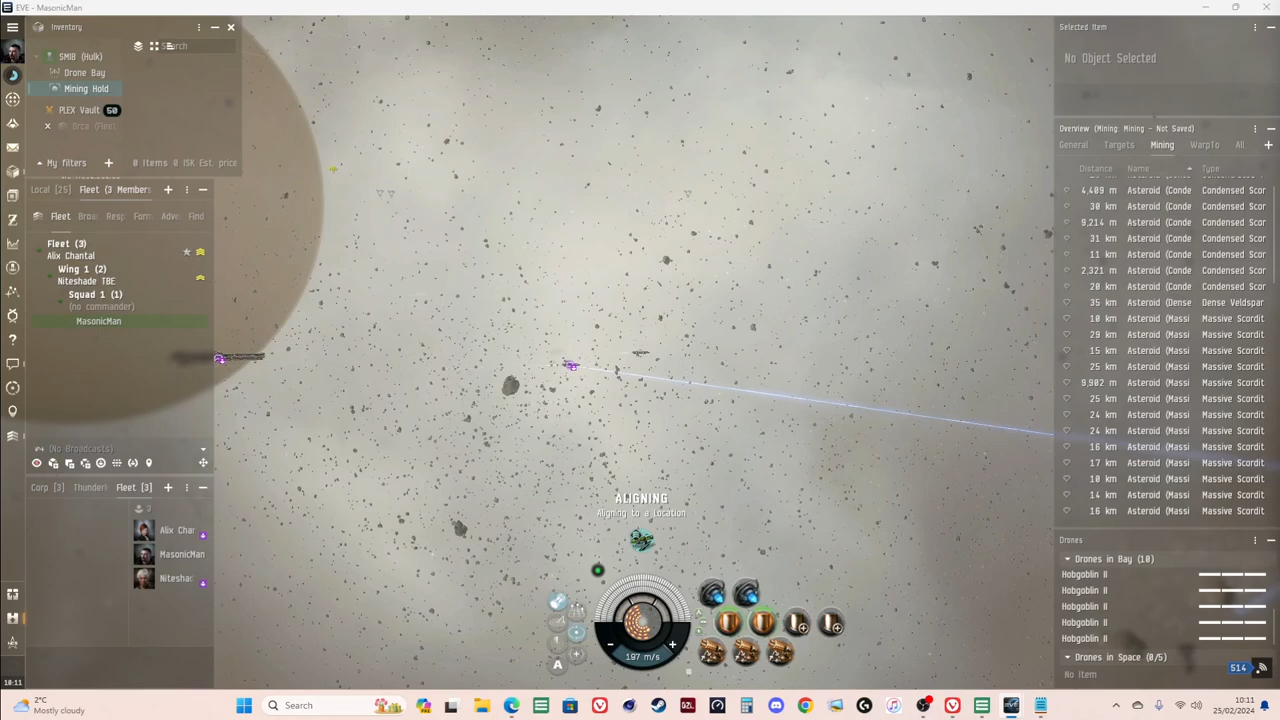 EVE - MasonicMan
Inventory
Search
SMIB (Hulk)
Drone Bay
Mining Hold
PLEX Vault 50
Orca (Fleet
My filters
0 Items 0 ISK Est. price
Local [25] Fleet (3 Members
Fleet Broa Resp Form Adve Find
Fleet (3)
Alix Chantal
Wing 1 (2)
Niteshade TBE
Squad 1 (1)
(no commander)
MasonicMan
(No Broadcasts)
Corp [3] Thunderi Fleet [3]
3
Alix Char
MasonicMan
Niteshac
ALIGNING
Aligning to a Location
197 m/s
A
Selected Item
No Object Selected
Overview (Mining: Mining - Not Saved)
General Targets Mining WarpTo All
Distance Name Type
4,409 m Asteroid (Conde Condensed Scor
30 km Asteroid (Conde Condensed Scor
9,214 m Asteroid (Conde Condensed Scor
31 km Asteroid (Conde Condensed Scor
11 km Asteroid (Conde Condensed Scor
2,321 m Asteroid (Conde Condensed Scor
20 km Asteroid (Conde Condensed Scor
35 km Asteroid (Dense Dense Veldspar
10 km Asteroid (Massi Massive Scordit
29 km Asteroid (Massi Massive Scordit
15 km Asteroid (Massi Massive Scordit
25 km Asteroid (Massi Massive Scordit
9,902 m Asteroid (Massi Massive Scordit
25 km Asteroid (Massi Massive Scordit
24 km Asteroid (Massi Massive Scordit
24 km Asteroid (Massi Massive Scordit
16 km Asteroid (Massi Massive Scordit
17 km Asteroid (Massi Massive Scordit
10 km Asteroid (Massi Massive Scordit
14 km Asteroid (Massi Massive Scordit
16 km Asteroid (Massi Massive Scordit
Drones
Drones in Bay (10)
Hobgoblin II
Hobgoblin II
Hobgoblin II
Hobgoblin II
Hobgoblin II
Drones in Space (0/5)
No Item
514
10:11
2°C
Mostly cloudy
Search
10:11
25/02/2024